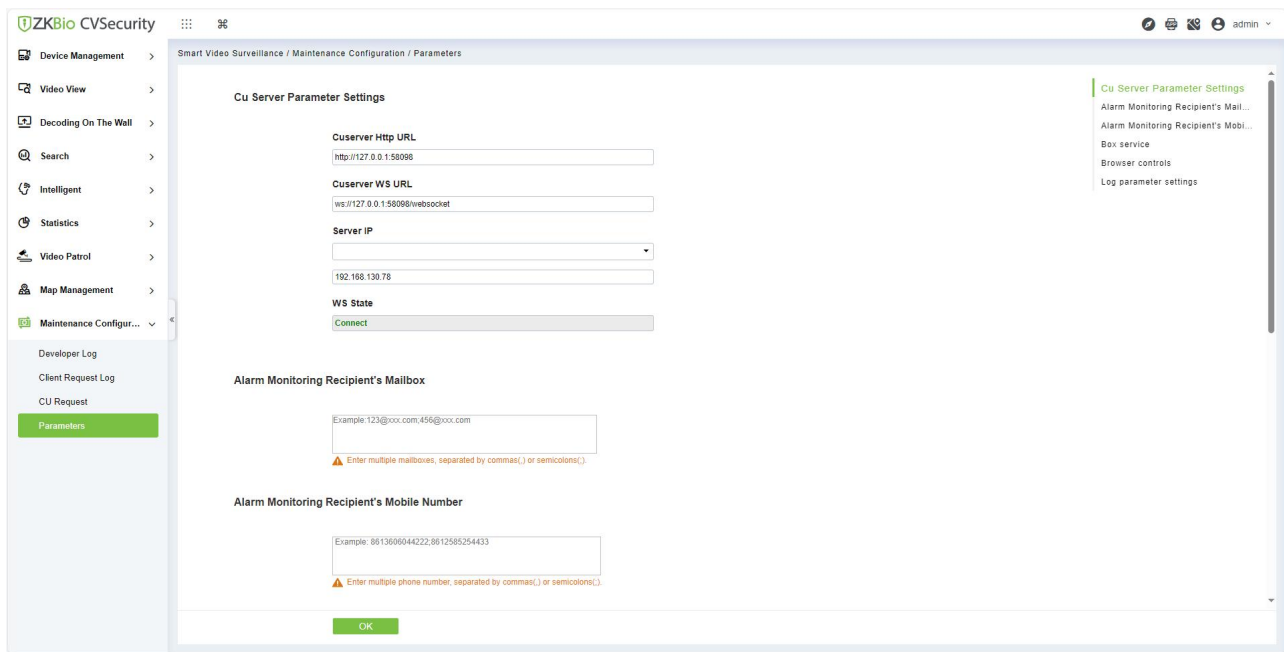 ZKBio CVSecurity
admin
Device Management
Video View
Decoding On The Wall
Search
Intelligent
Statistics
Video Patrol
Map Management
Maintenance Configur...
Developer Log
Client Request Log
CU Request
Parameters
Smart Video Surveillance / Maintenance Configuration / Parameters
Cu Server Parameter Settings
Cuserver Http URL
http://127.0.0.1:58098
Cuserver WS URL
ws://127.0.0.1:58098/websocket
Server IP
192.168.130.78
WS State
Connect
Alarm Monitoring Recipient's Mailbox
Example:123@xxx.com;456@xxx.com
Enter multiple mailboxes, separated by commas(,) or semicolons(;).
Alarm Monitoring Recipient's Mobile Number
Example: 8613606044222;8612585254433
Enter multiple phone number, separated by commas(,) or semicolons(;).
OK
Cu Server Parameter Settings
Alarm Monitoring Recipient's Mail...
Alarm Monitoring Recipient's Mobi...
Box service
Browser controls
Log parameter settings